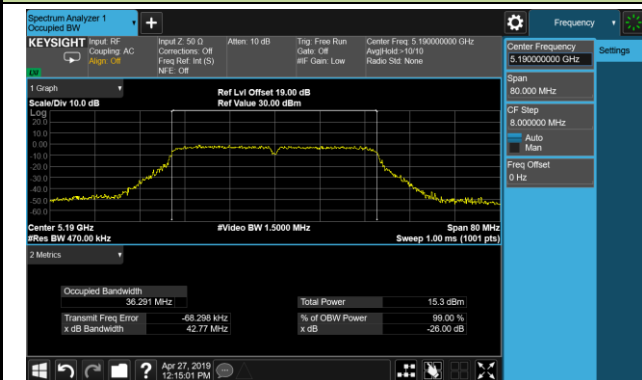 Spectrum Analyzer 1
Occupied BW
+
Frequency
KEYSIGHT
Input: RF
Coupling: AC
Align: Off
Input Z: 50 Ω
Corrections: Off
Freq Ref: Int (S)
NFE: Off
Atten: 10 dB
Trig: Free Run
Gate: Off
#IF Gain: Low
Center Freq: 5.190000000 GHz
Avg|Hold:>10/10
Radio Std: None
Center Frequency
5.190000000 GHz
Settings
Span
80.000 MHz
CF Step
8.000000 MHz
Auto
Man
Freq Offset
0 Hz
1 Graph
Scale/Div 10.0 dB
Ref Lvl Offset 19.00 dB
Ref Value 30.00 dBm
Log
20.0
10.0
0.00
-10.0
-20.0
-30.0
-40.0
-50.0
-60.0
Center 5.19 GHz
#Res BW 470.00 kHz
#Video BW 1.5000 MHz
Span 80 MHz
Sweep 1.00 ms (1001 pts)
2 Metrics
Occupied Bandwidth
36.291 MHz
Total Power 15.3 dBm
Transmit Freq Error -68.298 kHz
% of OBW Power 99.00 %
x dB Bandwidth 42.77 MHz
x dB -26.00 dB
?
Apr 27, 2019
12:15:01 PM